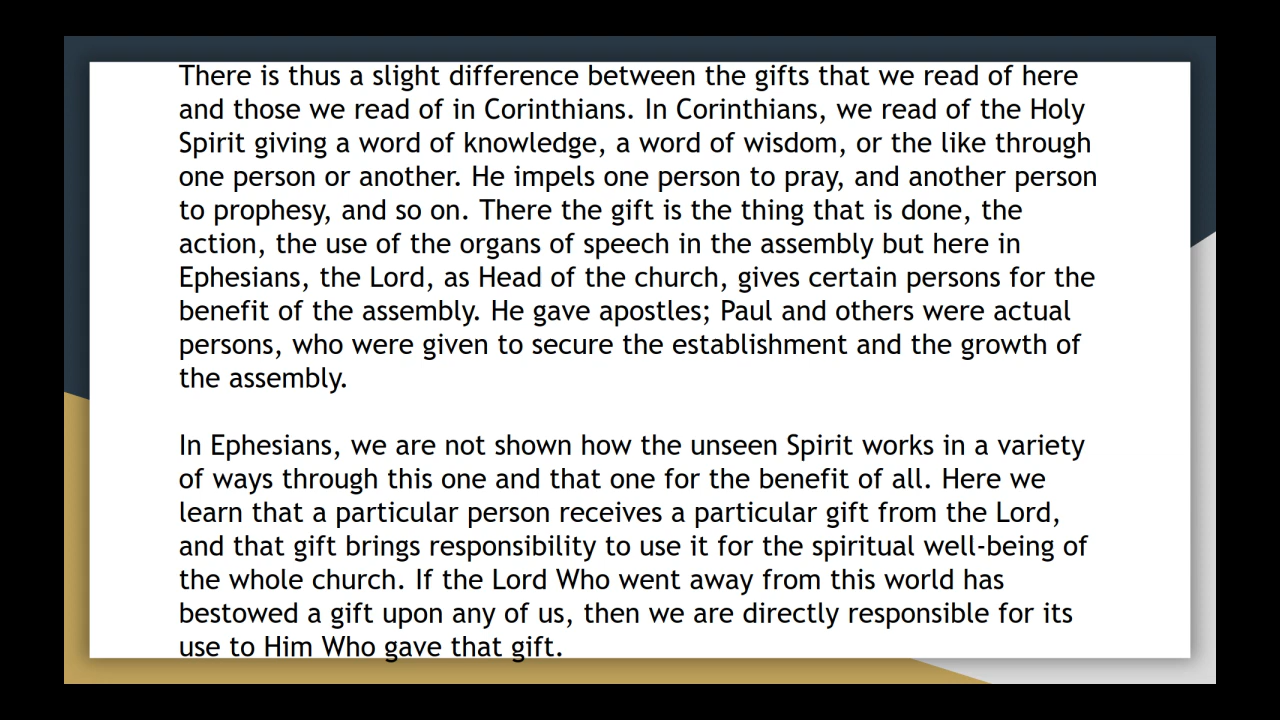 There is thus a slight difference between the gifts that we read of here
and those we read of in Corinthians. In Corinthians, we read of the Holy
Spirit giving a word of knowledge, a word of wisdom, or the like through
one person or another. He impels one person to pray, and another person
to prophesy, and so on. There the gift is the thing that is done, the
action, the use of the organs of speech in the assembly but here in
Ephesians, the Lord, as Head of the church, gives certain persons for the
benefit of the assembly. He gave apostles; Paul and others were actual
persons, who were given to secure the establishment and the growth of
the assembly.
In Ephesians, we are not shown how the unseen Spirit works in a variety
of ways through this one and that one for the benefit of all. Here we
learn that a particular person receives a particular gift from the Lord,
and that gift brings responsibility to use it for the spiritual well-being of
the whole church. If the Lord Who went away from this world has
bestowed a gift upon any of us, then we are directly responsible for its
use to Him Who gave that gift.